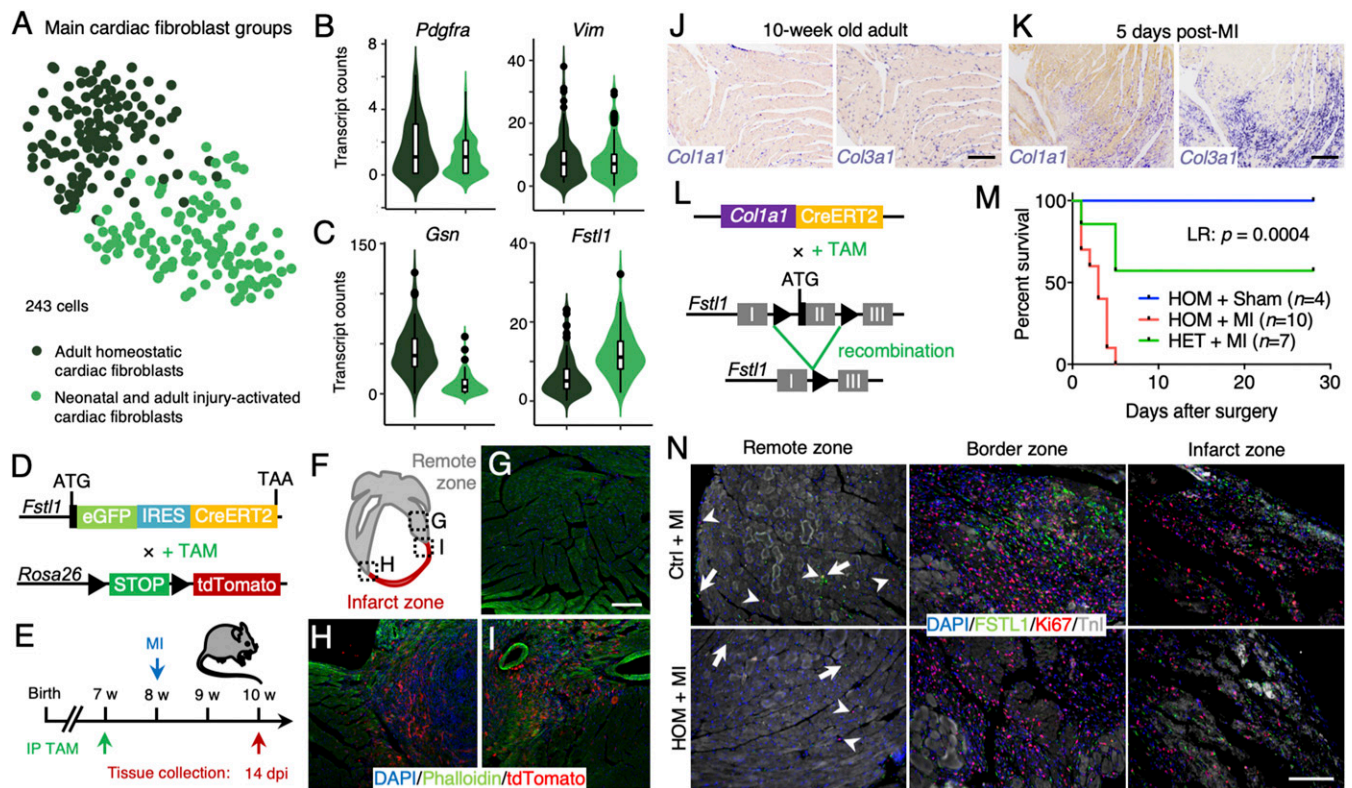 A Main cardiac fibroblast groups
243 cells
Adult homeostatic
cardiac fibroblasts
Neonatal and adult injury-activated
cardiac fibroblasts
B
Pdgfra
Vim
Transcript counts
8
4
0
40
20
0
C
Gsn
Fstl1
Transcript counts
150
0
40
20
0
D
ATG
TAA
Fstl1
eGFP IRES CreERT2
× + TAM
Rosa26
STOP
tdTomato
E
MI
Birth 7 w 8 w 9 w 10 w
IP TAM
Tissue collection: 14 dpi
F
Remote
zone
G
I
H
Infarct zone
G
H
I
DAPI/Phalloidin/tdTomato
J 10-week old adult
Col1a1
Col3a1
K 5 days post-MI
Col1a1
Col3a1
L
Col1a1 CreERT2
× + TAM
ATG
Fstl1 I II III
recombination
Fstl1 I III
M
Percent survival
100
50
0
LR: p = 0.0004
HOM + Sham (n=4)
HOM + MI (n=10)
HET + MI (n=7)
0 10 20 30
Days after surgery
N
Remote zone
Border zone
Infarct zone
Ctrl + MI
DAPI/FSTL1/Ki67/TnI
HOM + MI